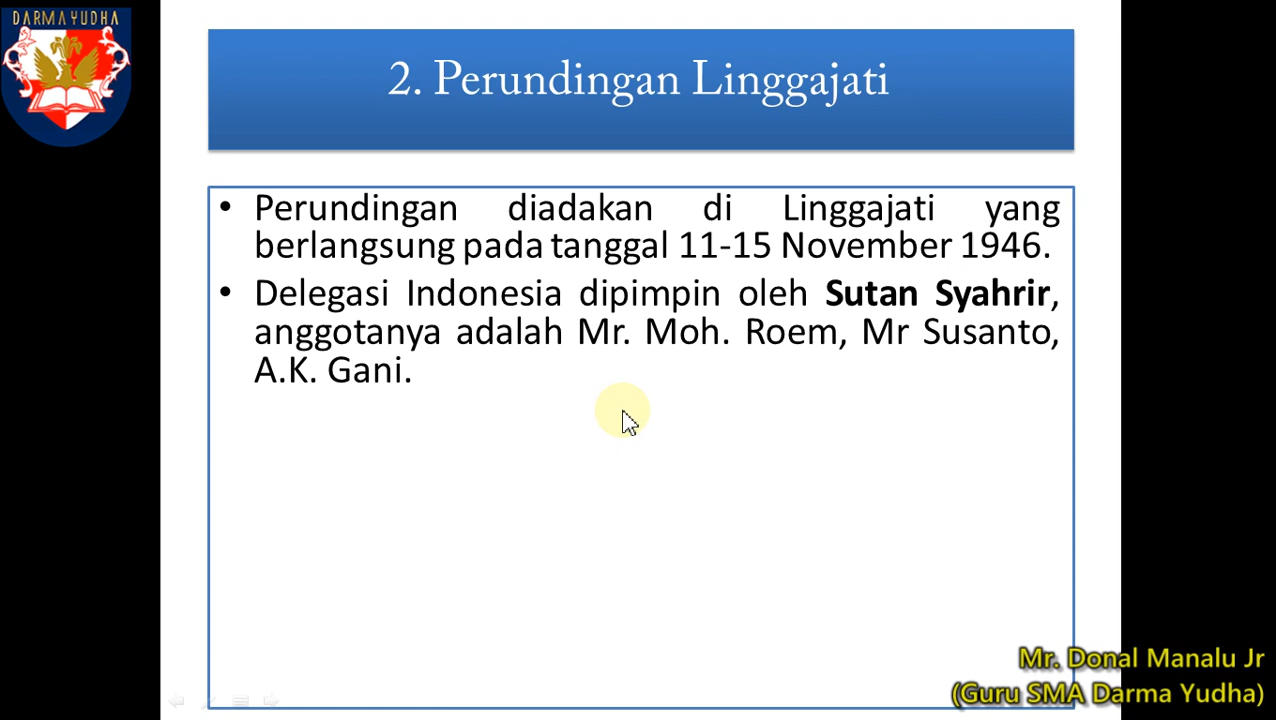 DARMA YUDHA
2. Perundingan Linggajati
• Perundingan diadakan di Linggajati yang
berlangsung pada tanggal 11-15 November 1946.
• Delegasi Indonesia dipimpin oleh Sutan Syahrir,
anggotanya adalah Mr. Moh. Roem, Mr Susanto,
A.K. Gani.
Mr. Donal Manalu Jr
(Guru SMA Darma Yudha)